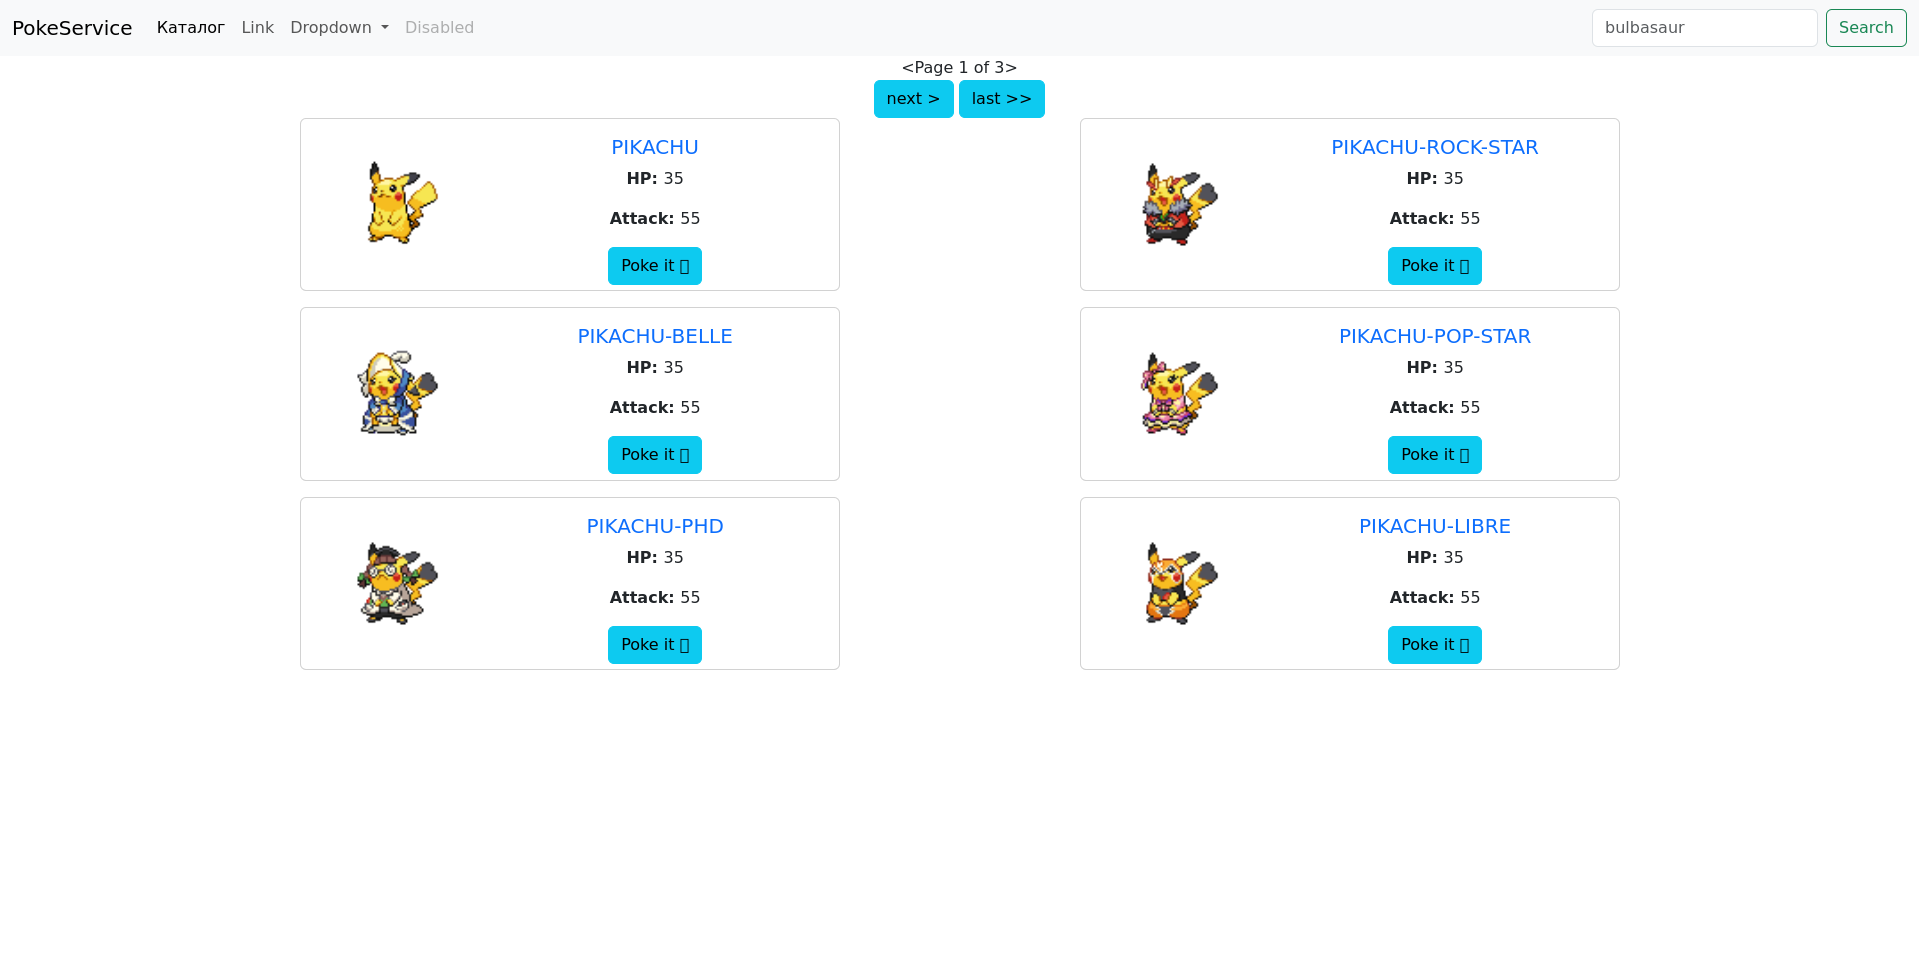 PokeService Каталог Link Dropdown Disabled bulbasaur Search
<Page 1 of 3>
next > last >>
PIKACHU
HP: 35
Attack: 55
Poke it
PIKACHU-ROCK-STAR
HP: 35
Attack: 55
Poke it
PIKACHU-BELLE
HP: 35
Attack: 55
Poke it
PIKACHU-POP-STAR
HP: 35
Attack: 55
Poke it
PIKACHU-PHD
HP: 35
Attack: 55
Poke it
PIKACHU-LIBRE
HP: 35
Attack: 55
Poke it